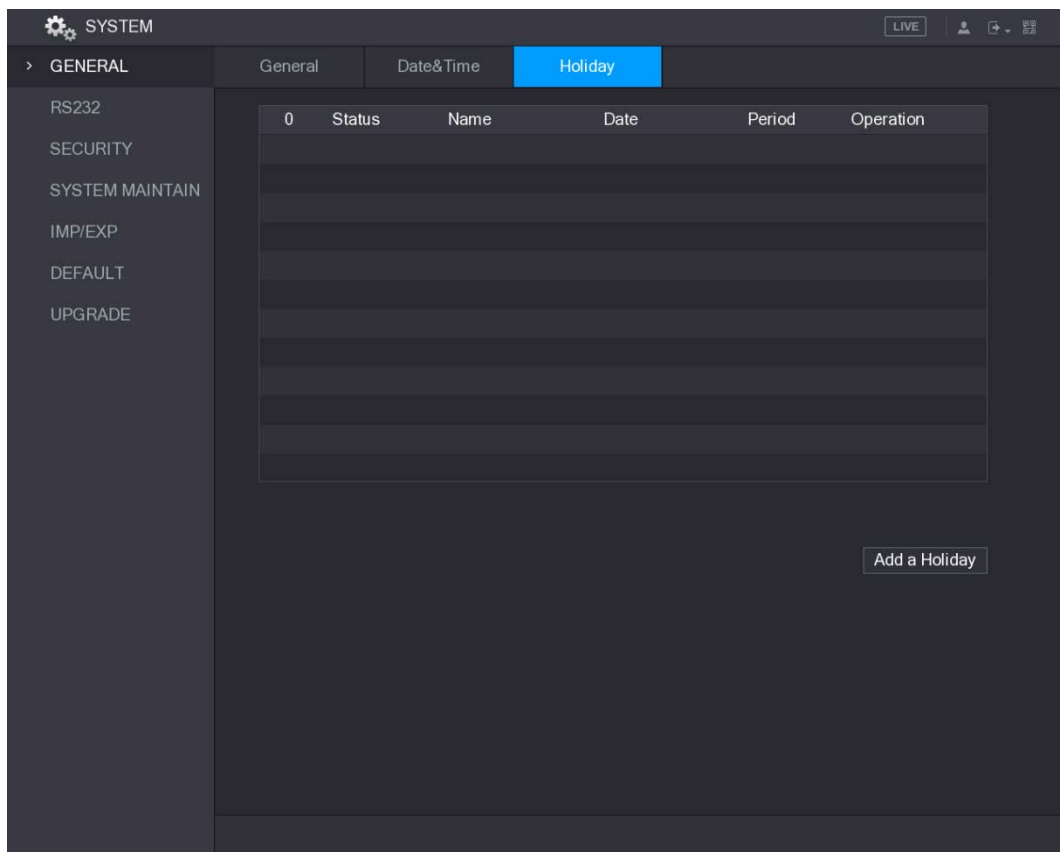 SYSTEM
LIVE
GENERAL
General Date&Time Holiday
RS232
0 Status Name Date Period Operation
SECURITY
SYSTEM MAINTAIN
IMP/EXP
DEFAULT
UPGRADE
Add a Holiday